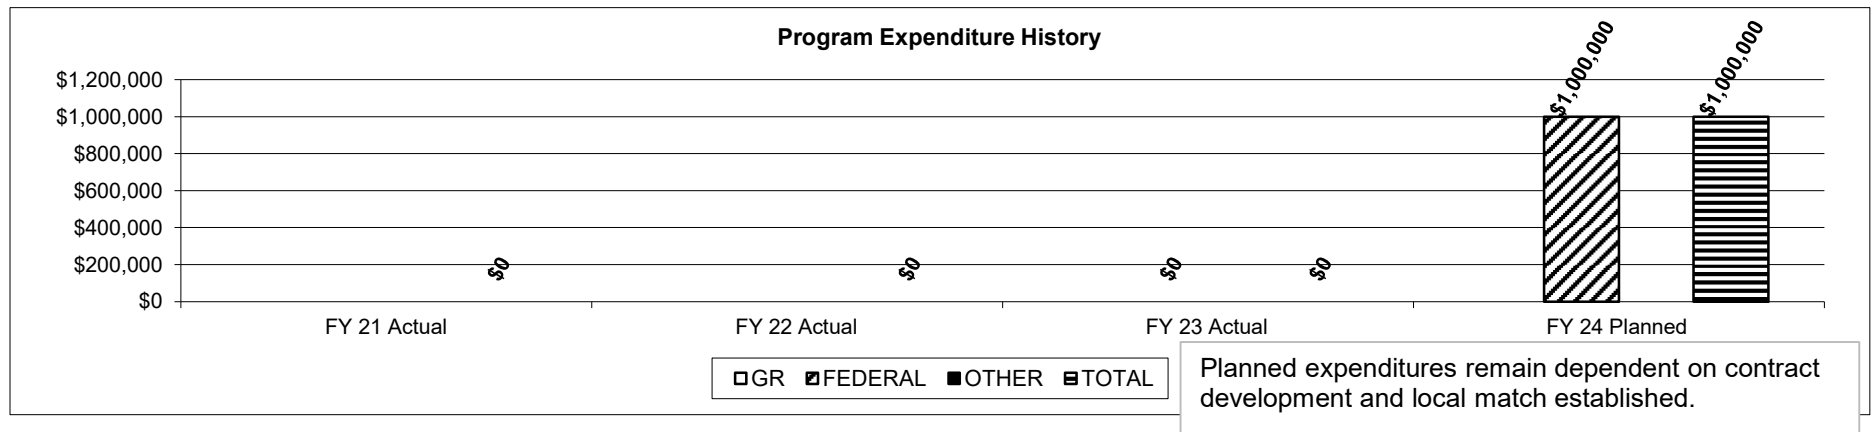 Program Expenditure History
$1,200,000
$1,000,000
$800,000
$600,000
$400,000
$200,000
$0
$0
$0
$0
$0
$1,000,000
$1,000,000
FY 21 Actual
FY 22 Actual
FY 23 Actual
FY 24 Planned
GR FEDERAL OTHER TOTAL
Planned expenditures remain dependent on contract
development and local match established.